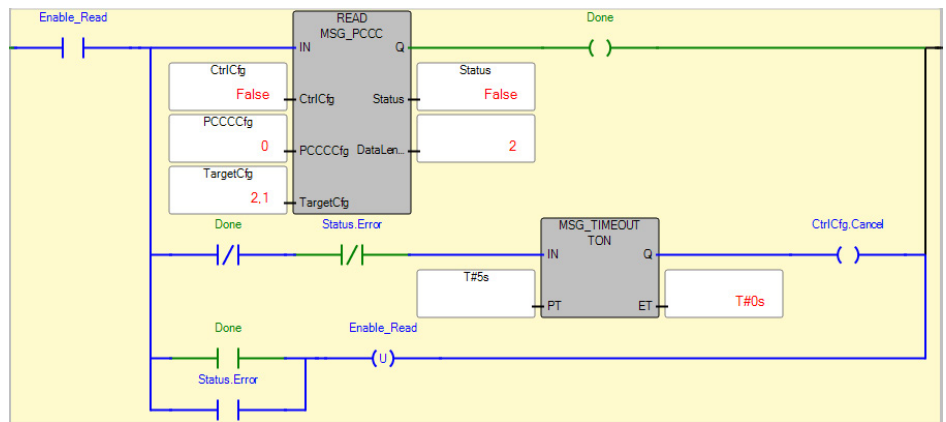 Enable_Read
READ
MSG_PCCC
Done
IN
Q
CtrlCfg
False
CtrlCfg
Status
Status
False
PCCCCfg
0
PCCCCfg
DataLen...
2
TargetCfg
2,1
TargetCfg
Done
Status.Error
MSG_TIMEOUT
TON
CtrlCfg.Cancel
IN
Q
T#5s
PT
ET
T#0s
Done
Enable_Read
U
Status.Error